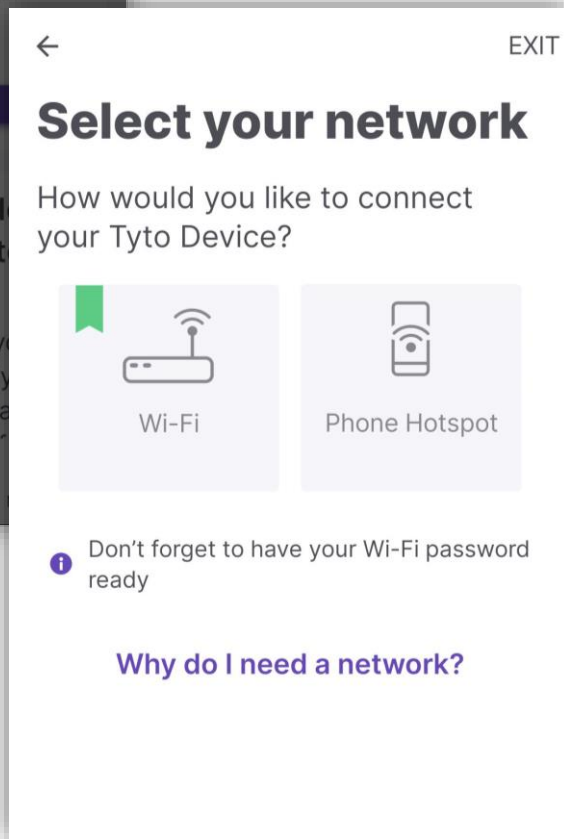 EXIT
Select your network
How would you like to connect
your Tyto Device?
Wi-Fi
Phone Hotspot
Don’t forget to have your Wi-Fi password
ready
Why do I need a network?